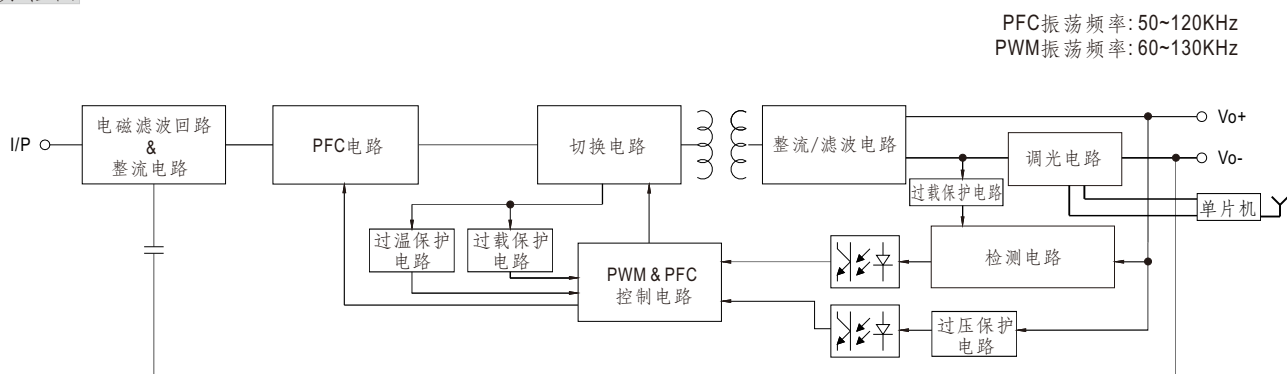 PFC振荡频率: 50~120KHz
PWM振荡频率: 60~130KHz
I/P
电磁滤波回路
&
整流电路
PFC电路
切换电路
整流/滤波电路
Vo+
调光电路
Vo-
过载保护电路
单片机
过温保护
电路
过载保护
电路
PWM & PFC
控制电路
检测电路
过压保护
电路